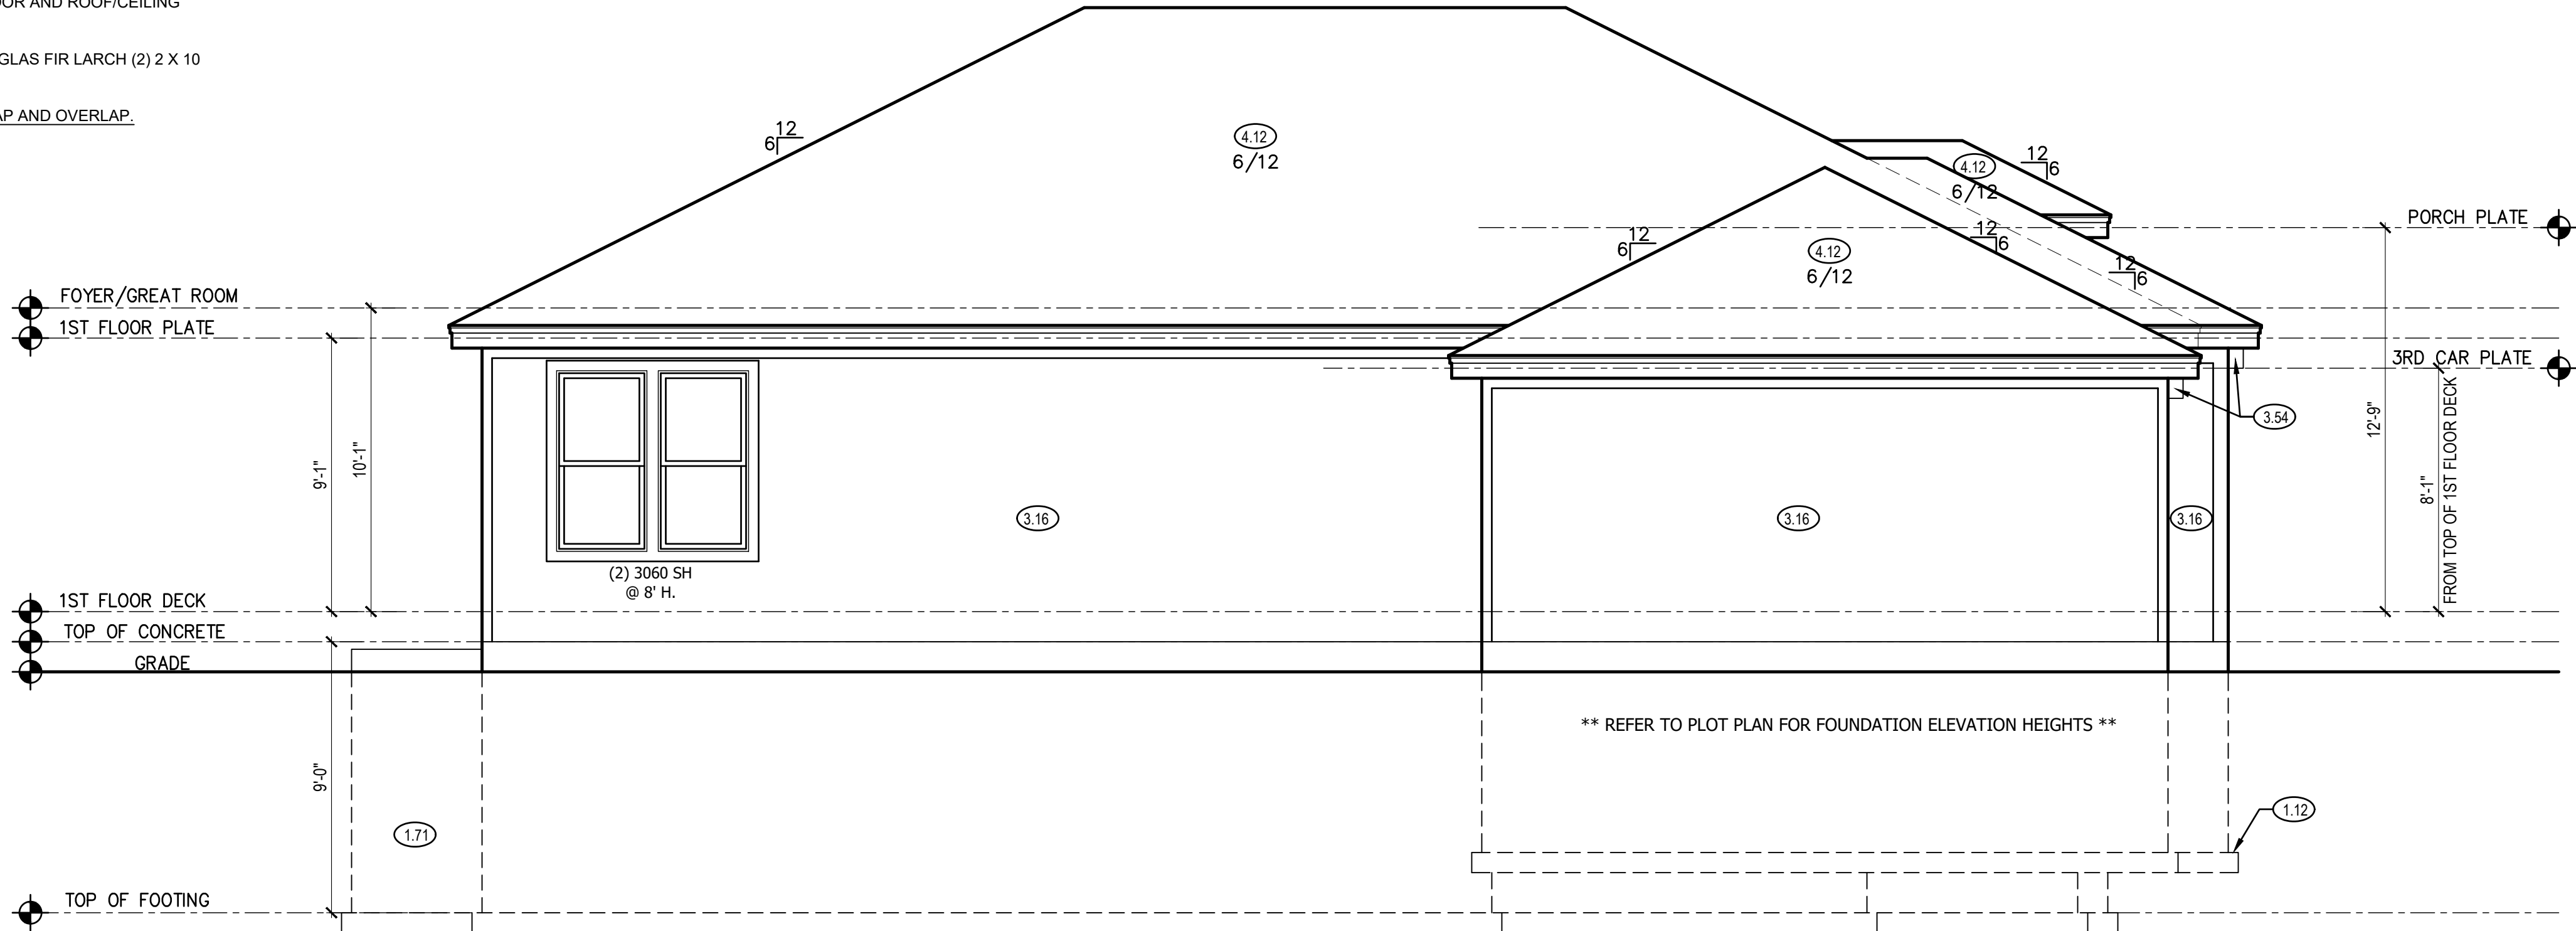 OOR AND ROOF/CEILING
GLAS FIR LARCH (2) 2 X 10
AP AND OVERLAP.
12
6
4.12
6/12
12
6
4.12
6/12
12
6
4.12
6/12
12
6
12
6
PORCH PLATE
FOYER/GREAT ROOM
1ST FLOOR PLATE
3RD CAR PLATE
3.54
12'-9"
8'-1"
FROM TOP OF 1ST FLOOR DECK
9'-1"
10'-1"
3.16
3.16
3.16
(2) 3060 SH
@ 8' H.
1ST FLOOR DECK
TOP OF CONCRETE
GRADE
** REFER TO PLOT PLAN FOR FOUNDATION ELEVATION HEIGHTS **
9'-0"
1.71
1.12
TOP OF FOOTING